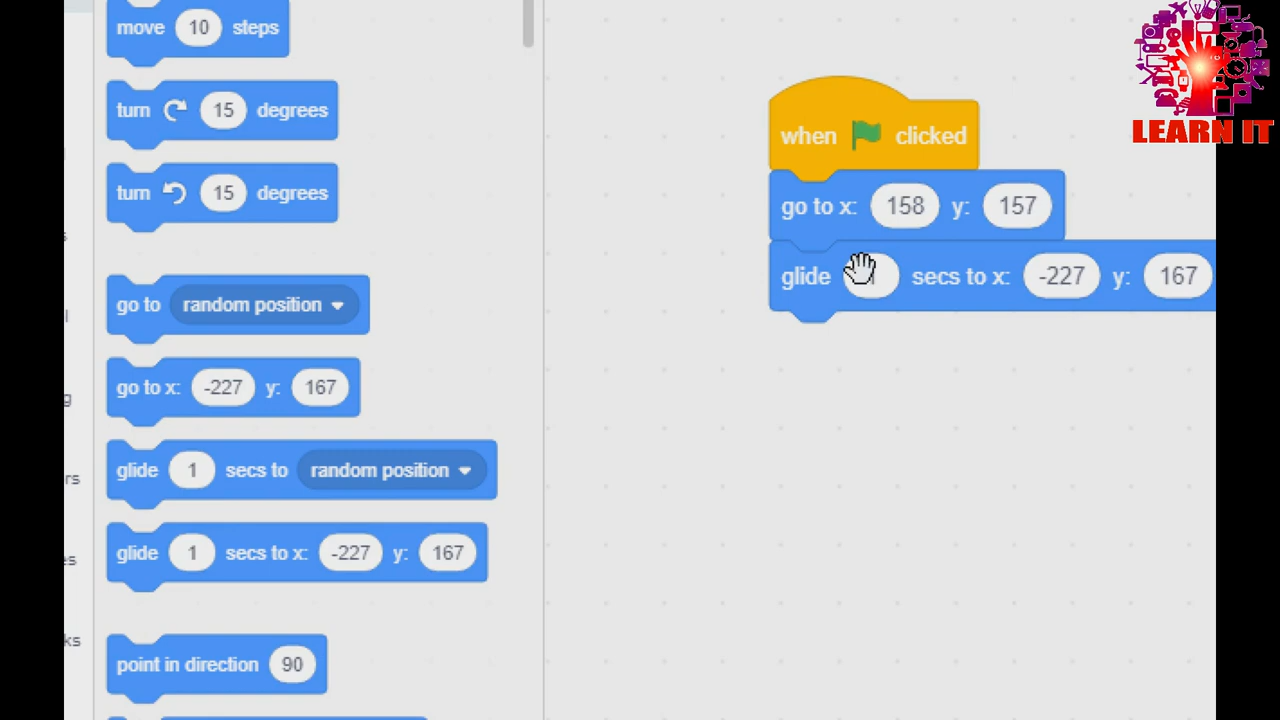 move 10 steps
turn 15 degrees
turn 15 degrees
go to random position
go to x: -227 y: 167
glide 1 secs to random position
glide 1 secs to x: -227 y: 167
point in direction 90
when clicked
go to x: 158 y: 157
glide secs to x: -227 y: 167
LEARN IT